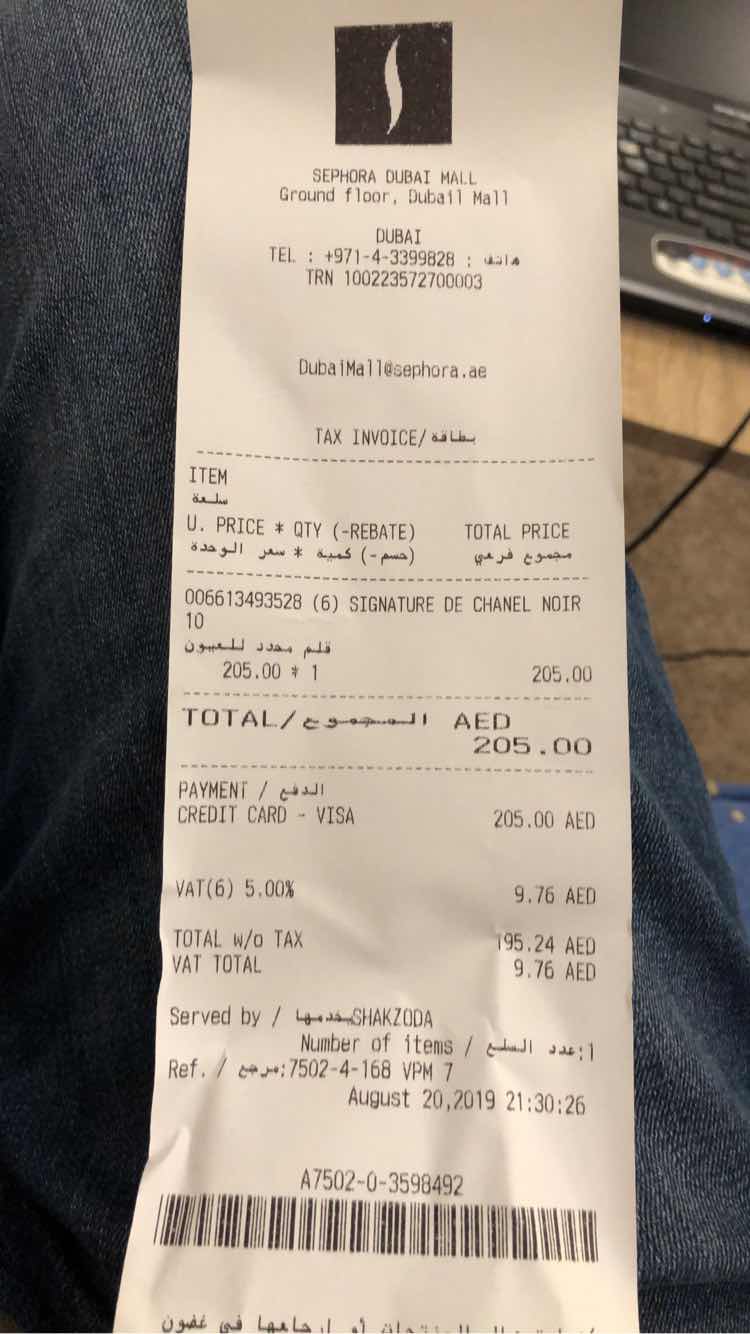 SEPHORA DUBAI MALL
Ground floor, Dubail Mall
DUBAI
TEL : +971-4-3399828 : هاتف
TRN 100223572700003
DubaiMall@sephora.ae
TAX INVOICE/بطاقة
ITEM
سلعة
U. PRICE * QTY (-REBATE) TOTAL PRICE
(حسم-) كمية * سعر الوحدة مجموع فرعي
006613493528 (6) SIGNATURE DE CHANEL NOIR
10
قلم محدد للعيون
205.00 * 1 205.00
TOTAL/المجموع AED
205.00
PAYMENT / الدفع
CREDIT CARD - VISA 205.00 AED
VAT(6) 5.00% 9.76 AED
TOTAL w/o TAX 195.24 AED
VAT TOTAL 9.76 AED
Served by / يخدمها SHAKZODA
Number of items / عدد السلع:1
Ref. / مرجع:7502-4-168 VPM 7
August 20,2019 21:30:26
A7502-0-3598492
المنتجات أو إرجاعها في غضون